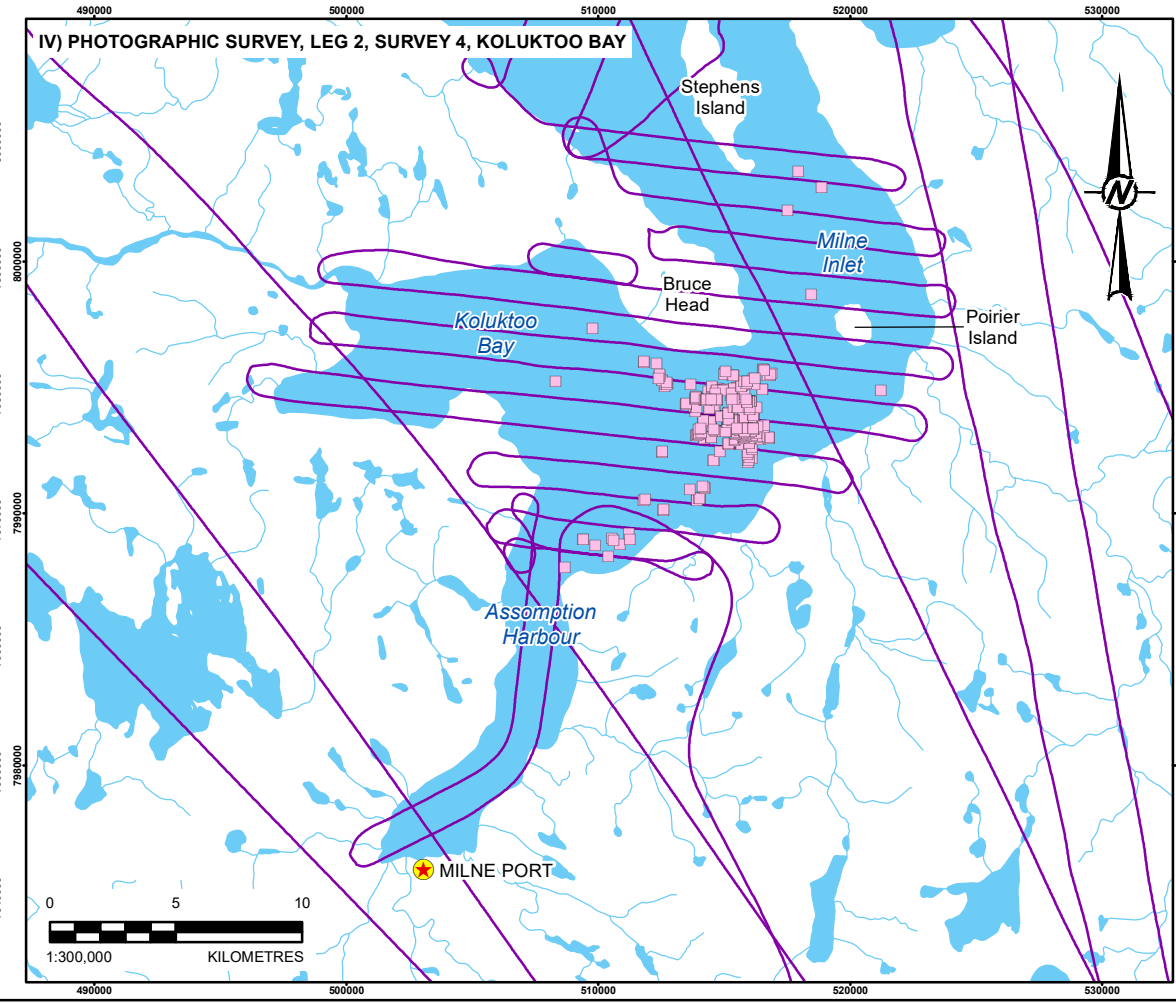 490000 500000 510000 520000 530000
IV) PHOTOGRAPHIC SURVEY, LEG 2, SURVEY 4, KOLUKTOO BAY
Stephens
Island
N
Milne
Inlet
8000000
Bruce
Head
Koluktoo
Bay
Poirier
Island
7990000
Assomption
Harbour
7980000
MILNE PORT
0 5 10
1:300,000 KILOMETRES
490000 500000 510000 520000 530000